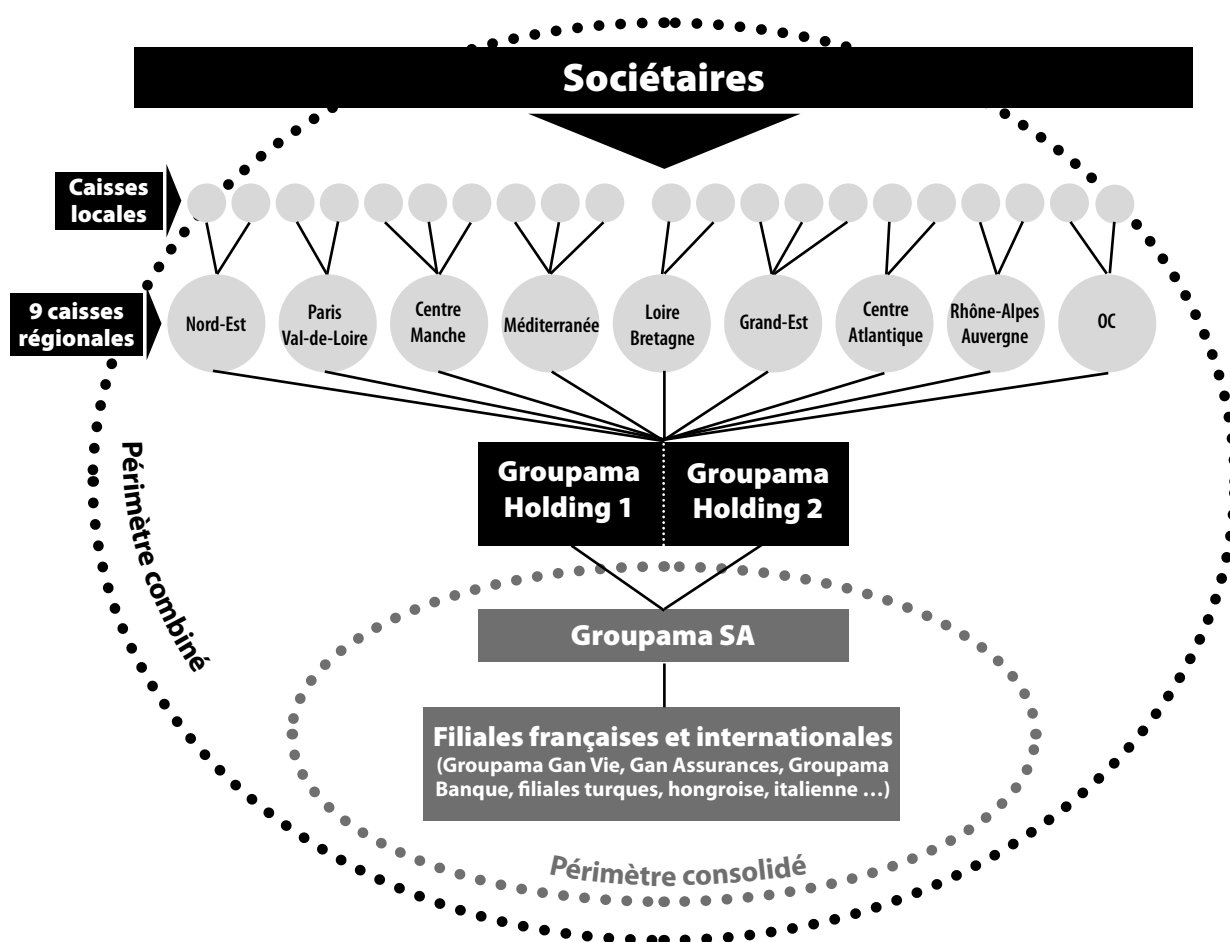 Sociétaires
Caisses
locales
9 caisses
régionales
Nord-Est
Paris
Val-de-Loire
Centre
Manche
Méditerranée
Loire
Bretagne
Grand-Est
Centre
Atlantique
Rhône-Alpes
Auvergne
OC
Groupama
Holding 1
Groupama
Holding 2
Périmètre combiné
Groupama SA
Filiales françaises et internationales
(Groupama Gan Vie, Gan Assurances, Groupama
Banque, filiales turques, hongroise, italienne ...)
Périmètre consolidé